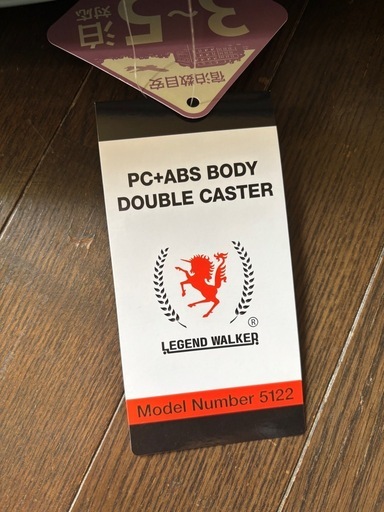 宿泊数目安
3～5泊
対応
PC+ABS BODY
DOUBLE CASTER
®
LEGEND WALKER
Model Number 5122